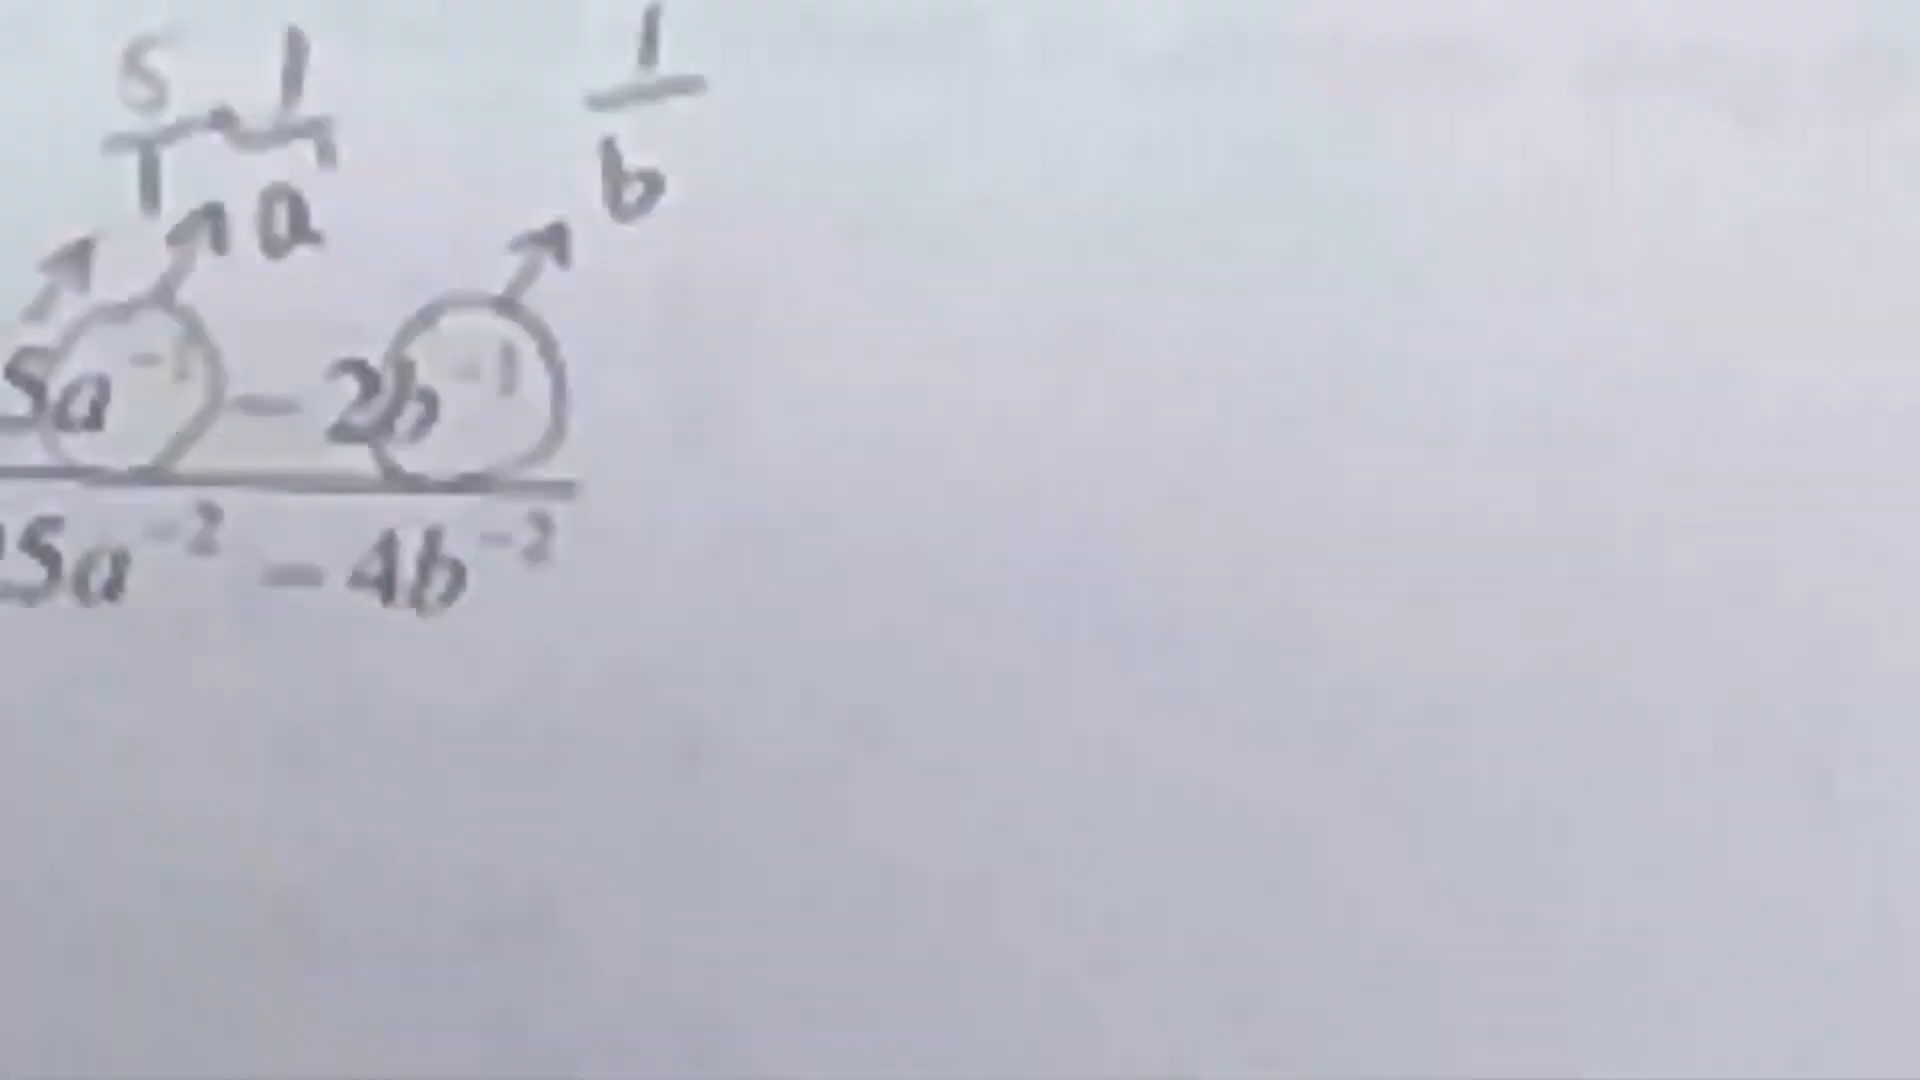 5/1 · 1/a 1/b
5a⁻¹ - 2b⁻¹
5a⁻² - 4b⁻²